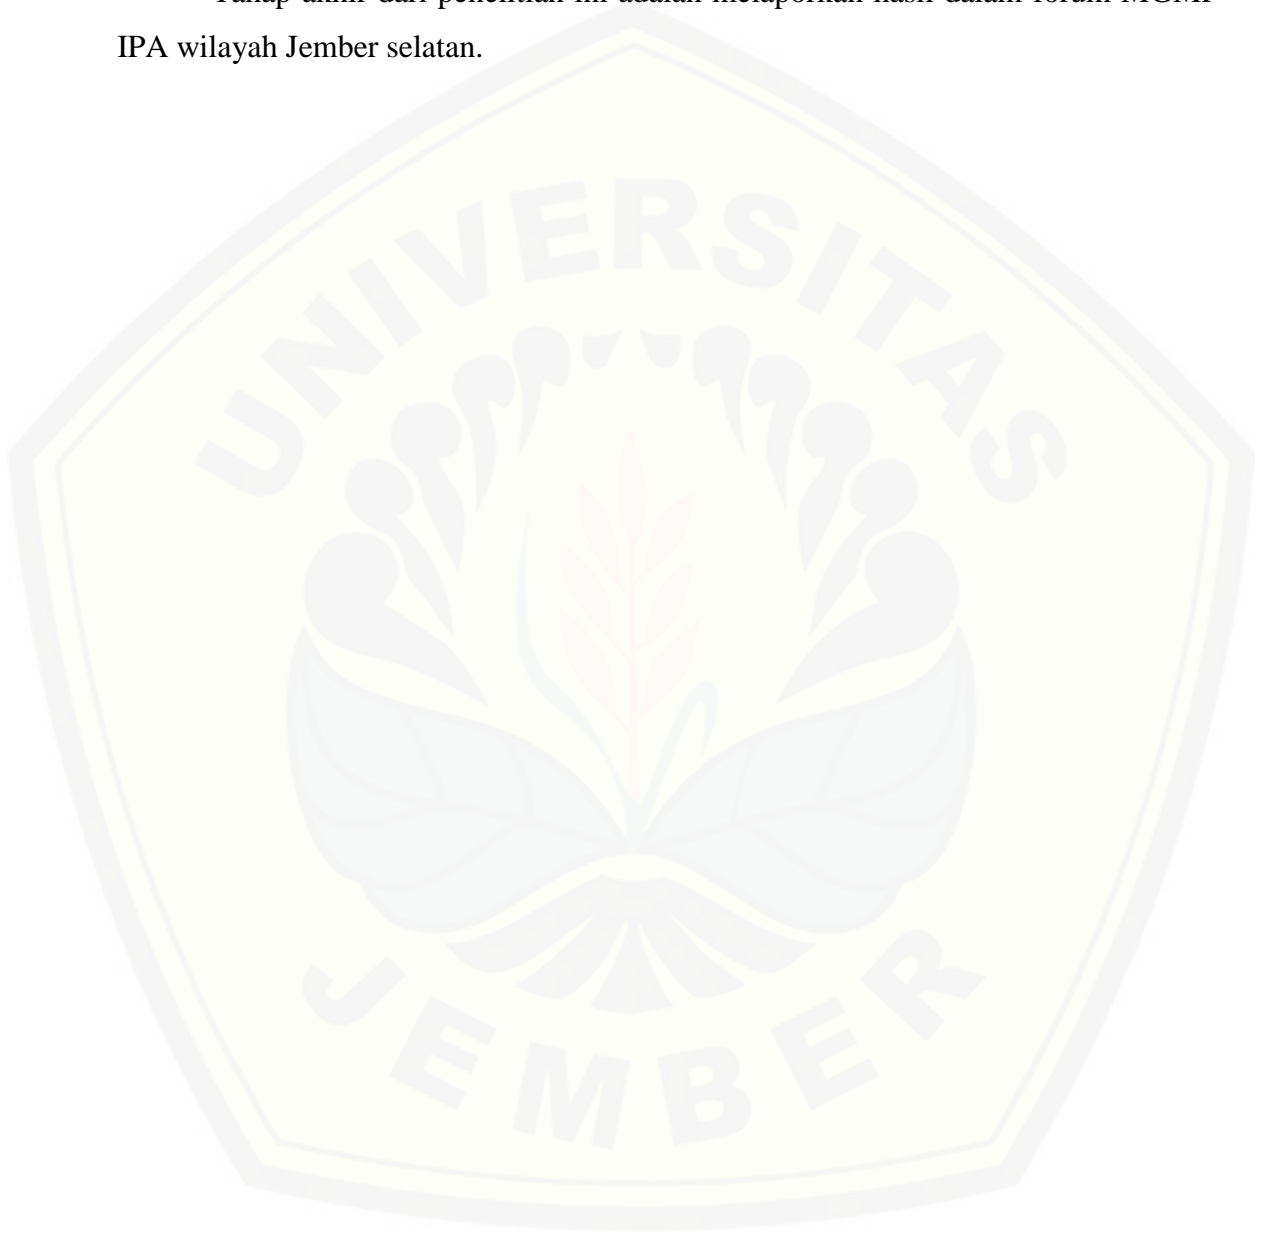 Tahap akhir dari penelitian ini adalah melaporkan hasil dalam forum MGMP
IPA wilayah Jember selatan.
UNIVERSITAS
JEMBER